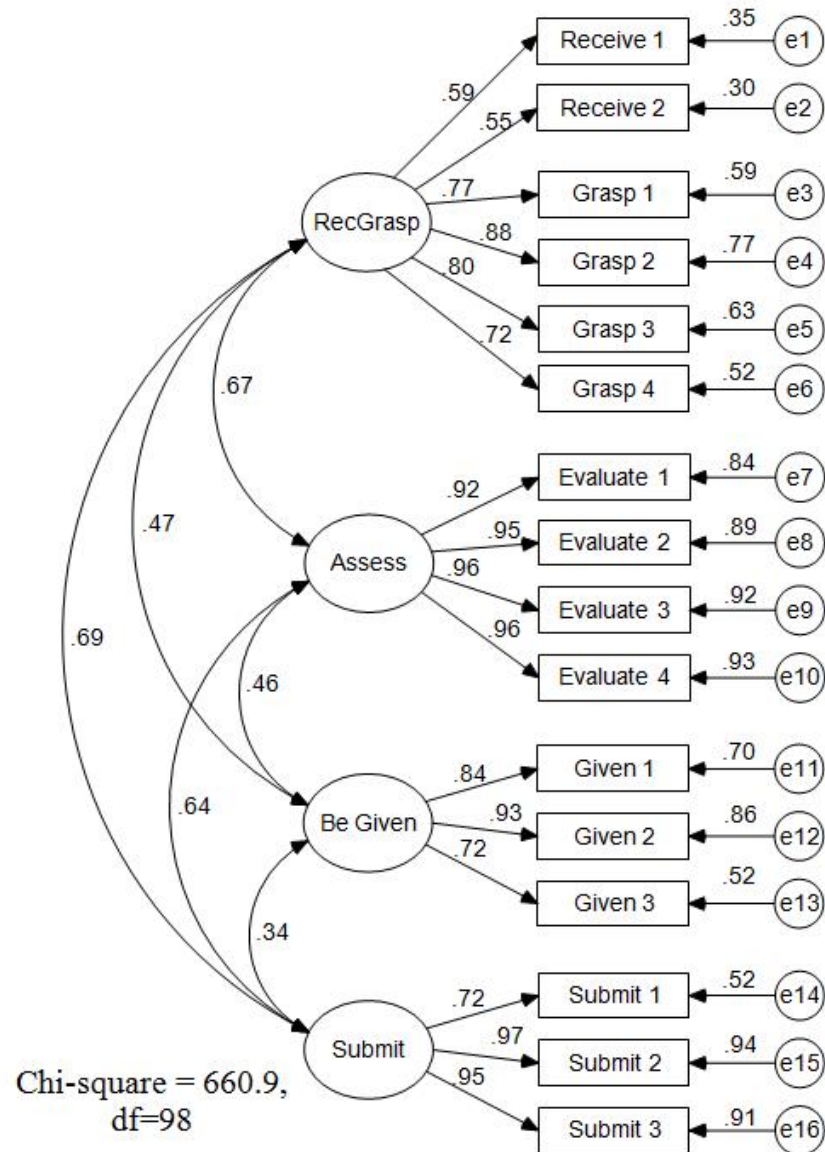 .35
Receive 1
e1
.59
.30
Receive 2
e2
.55
.59
Grasp 1
e3
.77
RecGrasp
.88
.77
Grasp 2
e4
.80
.63
Grasp 3
e5
.72
.52
Grasp 4
e6
.67
.84
Evaluate 1
e7
.92
.47
.89
Evaluate 2
e8
.95
Assess
.96
.92
Evaluate 3
e9
.96
.93
Evaluate 4
e10
.69
.46
.70
Given 1
e11
.84
.64
.86
Given 2
e12
.93
Be Given
.72
.52
Given 3
e13
.34
.52
Submit 1
e14
.72
.94
Submit 2
e15
.97
Submit
.95
.91
Submit 3
e16
Chi-square = 660.9,
df=98